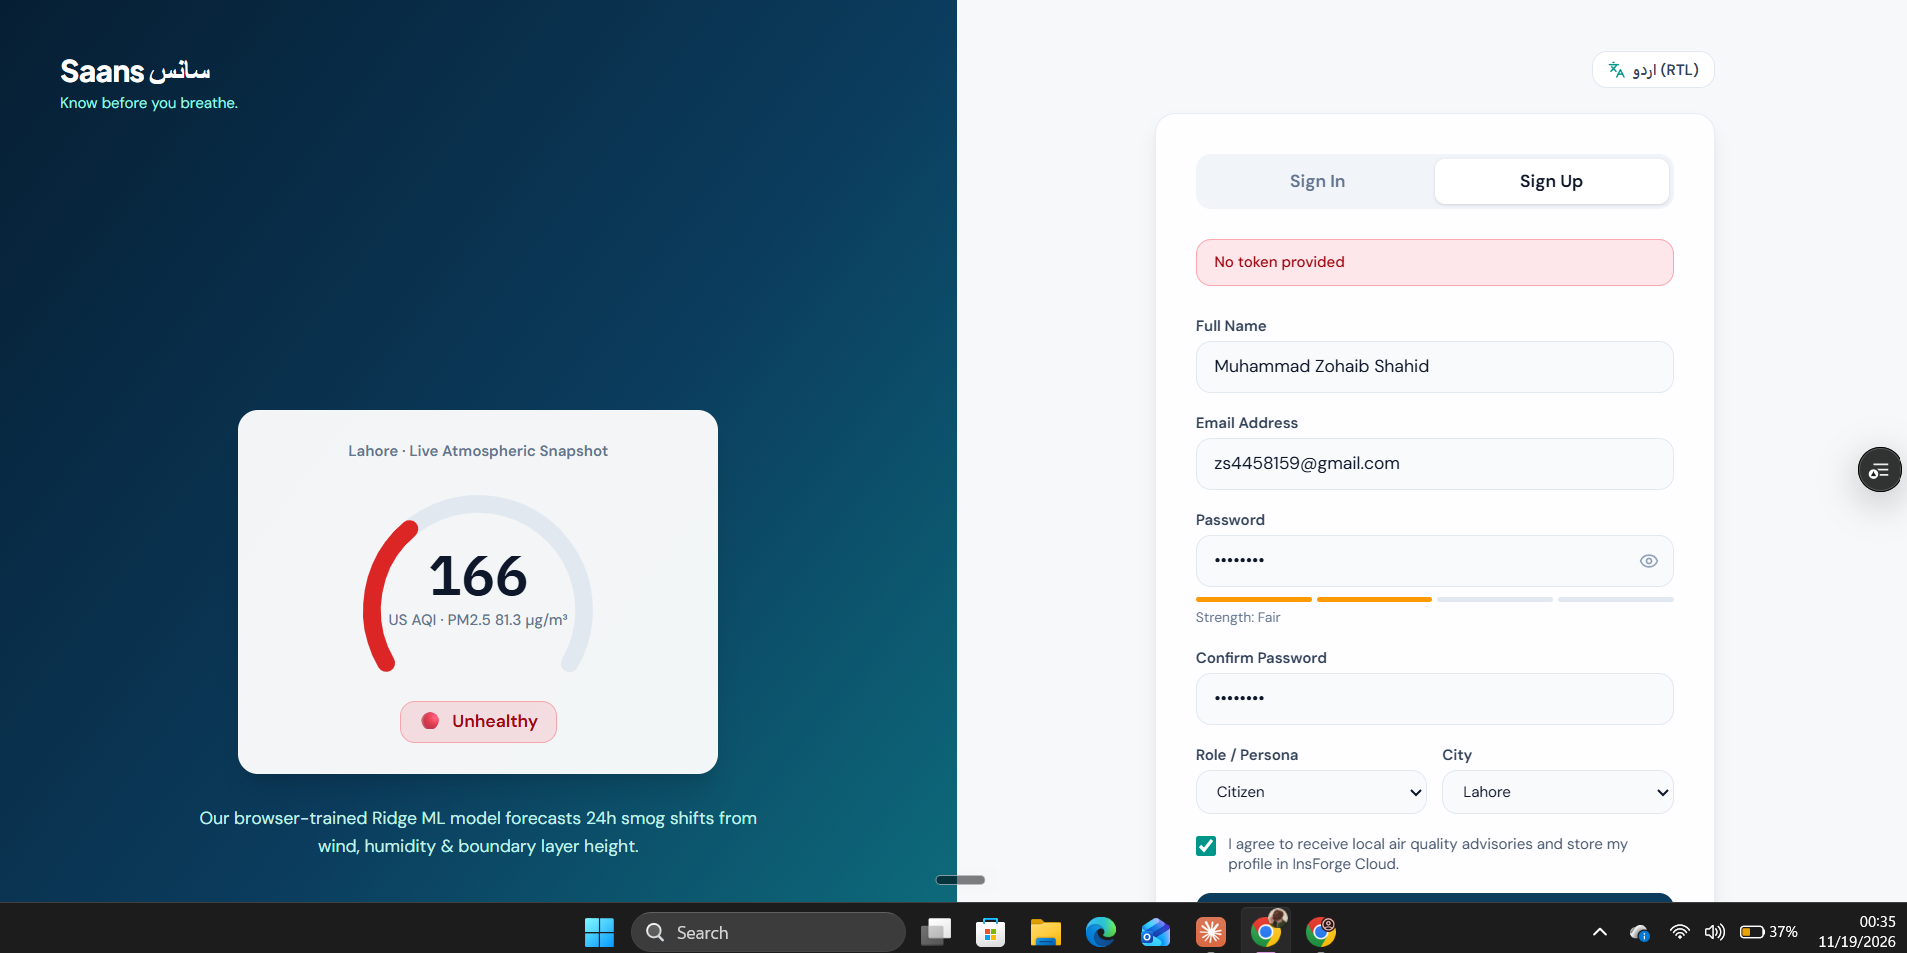 Saans سانس
Know before you breathe.
Lahore · Live Atmospheric Snapshot
166
US AQI · PM2.5 81.3 µg/m³
Unhealthy
Our browser-trained Ridge ML model forecasts 24h smog shifts from
wind, humidity & boundary layer height.
اردو (RTL)
Sign In
Sign Up
No token provided
Full Name
Muhammad Zohaib Shahid
Email Address
zs4458159@gmail.com
Password
••••••••
Strength: Fair
Confirm Password
••••••••
Role / Persona
City
Citizen
Lahore
I agree to receive local air quality advisories and store my
profile in InsForge Cloud.
Search
37%
00:35
11/19/2026